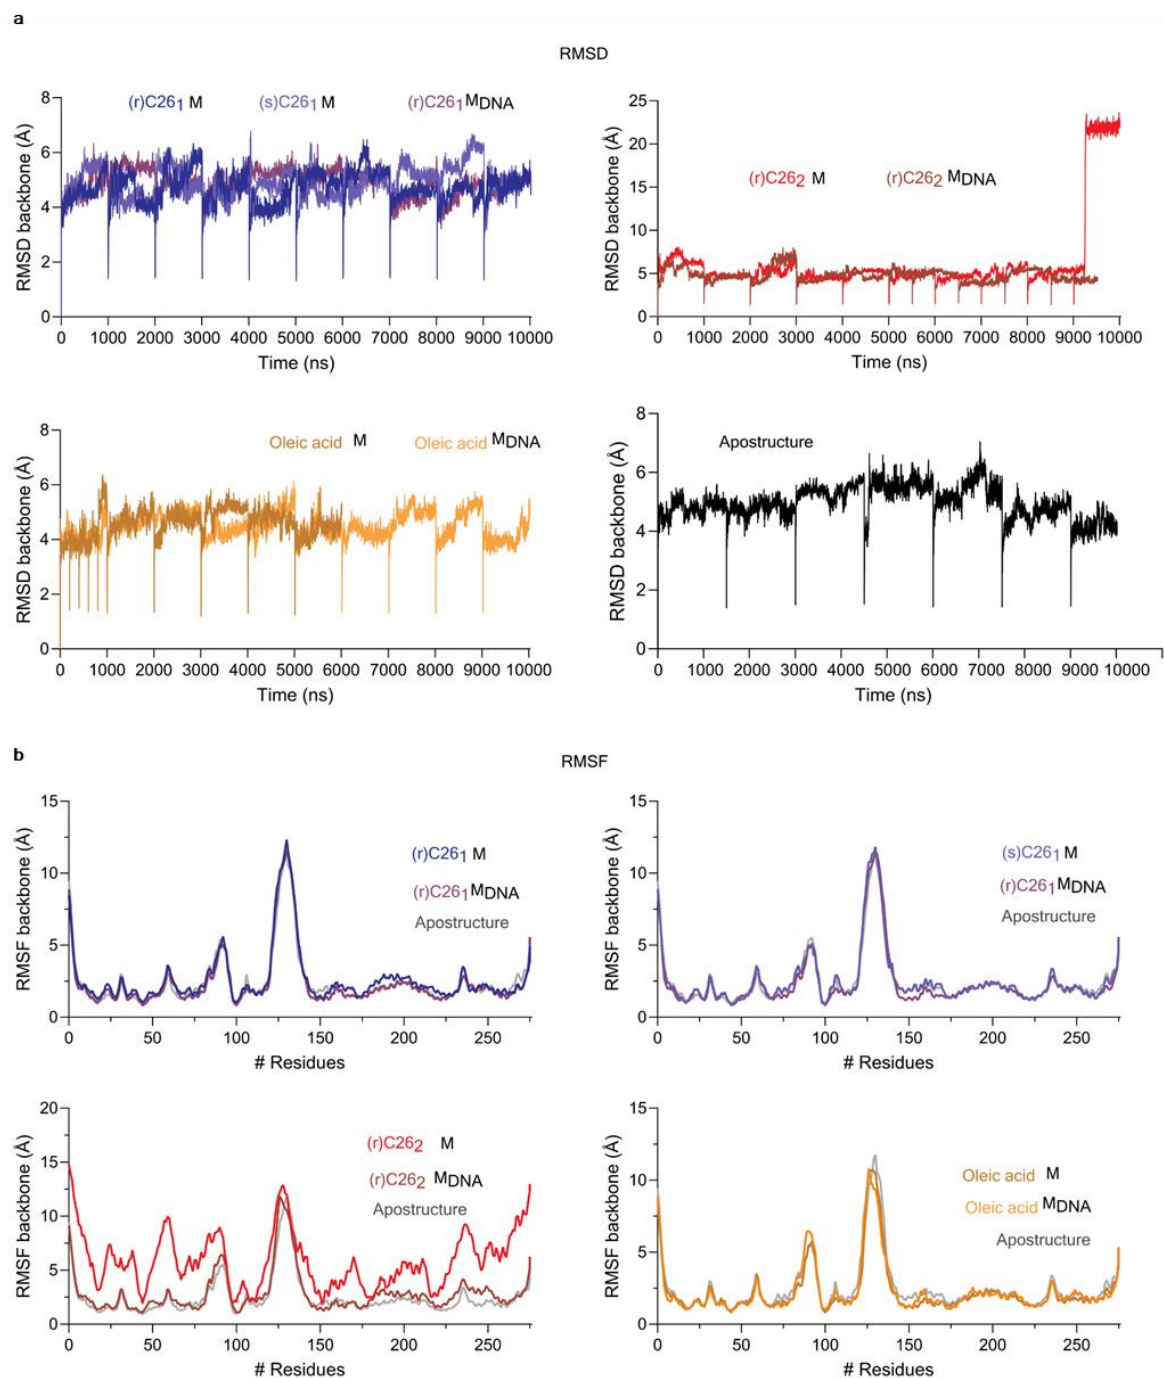 a
RMSD
(r)C26₁ M (s)C26₁ M (r)C26₁ MDNA
RMSD backbone (Å)
8
6
4
2
0
0 1000 2000 3000 4000 5000 6000 7000 8000 9000 10000
Time (ns)
(r)C26₂ M (r)C26₂ MDNA
RMSD backbone (Å)
25
20
15
10
5
0
0 1000 2000 3000 4000 5000 6000 7000 8000 9000 10000
Time (ns)
Oleic acid M Oleic acid MDNA
RMSD backbone (Å)
8
6
4
2
0
0 1000 2000 3000 4000 5000 6000 7000 8000 9000 10000
Time (ns)
Apostructure
RMSD backbone (Å)
8
6
4
2
0
0 1000 2000 3000 4000 5000 6000 7000 8000 9000 10000
Time (ns)
b
RMSF
RMSF backbone (Å)
15
10
5
0
(r)C26₁ M
(r)C26₁ MDNA
Apostructure
0 50 100 150 200 250
# Residues
RMSF backbone (Å)
15
10
5
0
(s)C26₁ M
(r)C26₁ MDNA
Apostructure
0 50 100 150 200 250
# Residues
RMSF backbone (Å)
20
15
10
5
0
(r)C26₂ M
(r)C26₂ MDNA
Apostructure
0 50 100 150 200 250
# Residues
RMSF backbone (Å)
15
10
5
0
Oleic acid M
Oleic acid MDNA
Apostructure
0 50 100 150 200 250
# Residues